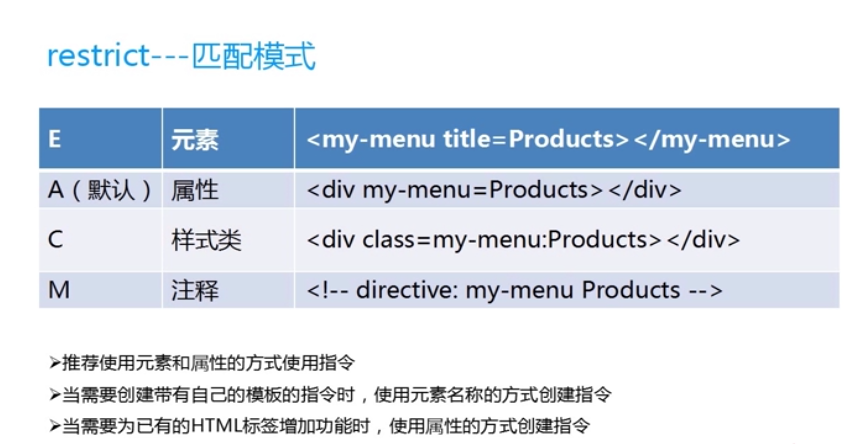 restrict---匹配模式
E 元素 <my-menu title=Products></my-menu>
A（默认） 属性 <div my-menu=Products></div>
C 样式类 <div class=my-menu:Products></div>
M 注释 <!-- directive: my-menu Products -->
➢推荐使用元素和属性的方式使用指令
➢当需要创建带有自己的模板的指令时，使用元素名称的方式创建指令
➢当需要为已有的HTML标签增加功能时，使用属性的方式创建指令